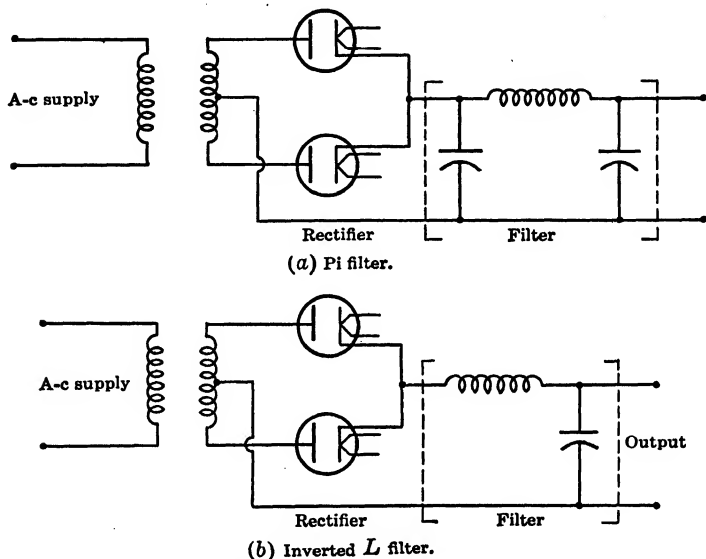 A-c supply
Rectifier
Filter
(a) Pi filter.
A-c supply
Output
Rectifier
Filter
(b) Inverted L filter.